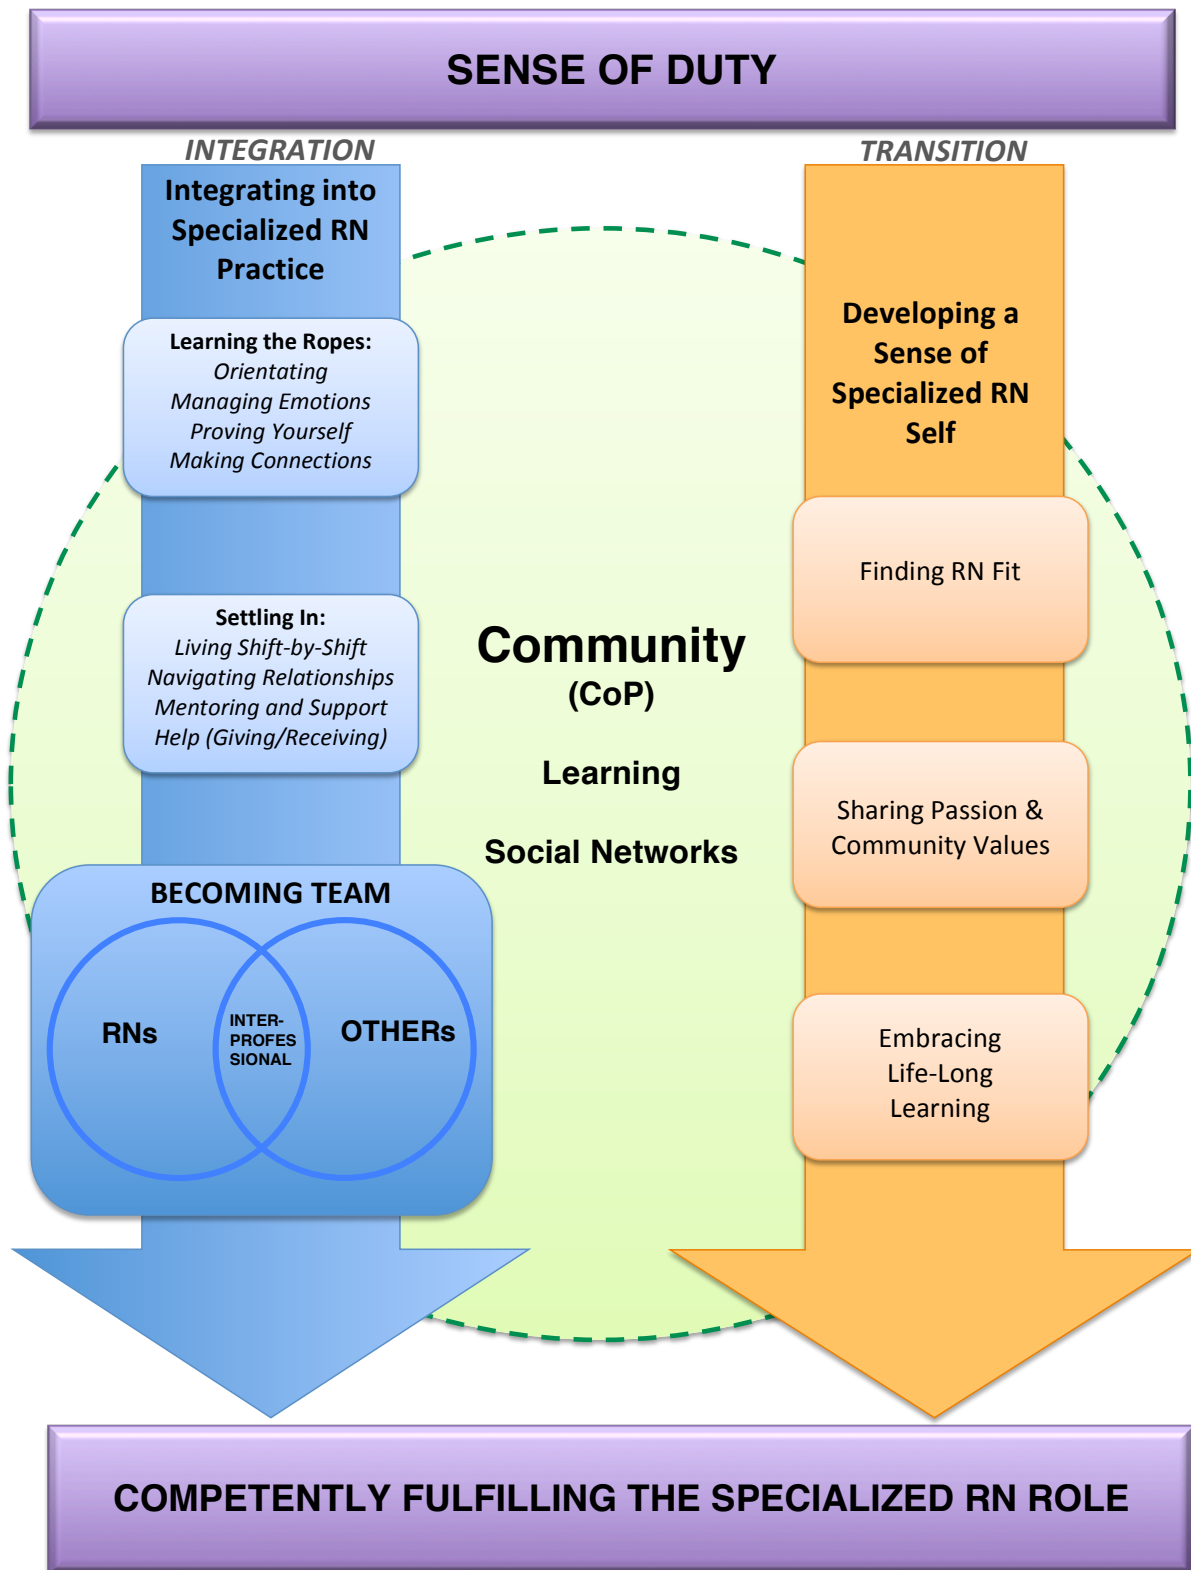 SENSE OF DUTY
INTEGRATION
Integrating into
Specialized RN
Practice
Learning the Ropes:
Orientating
Managing Emotions
Proving Yourself
Making Connections
Settling In:
Living Shift-by-Shift
Navigating Relationships
Mentoring and Support
Help (Giving/Receiving)
BECOMING TEAM
RNs
INTER-
PROFES
SIONAL
OTHERs
Community
(CoP)
Learning
Social Networks
TRANSITION
Developing a
Sense of
Specialized RN
Self
Finding RN Fit
Sharing Passion &
Community Values
Embracing
Life-Long
Learning
COMPETENTLY FULFILLING THE SPECIALIZED RN ROLE